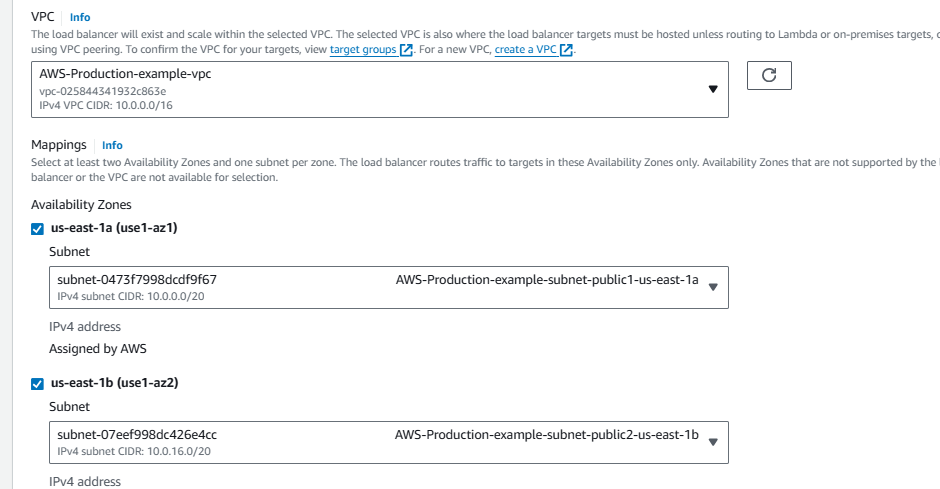 VPC Info
The load balancer will exist and scale within the selected VPC. The selected VPC is also where the load balancer targets must be hosted unless routing to Lambda or on-premises targets,
using VPC peering. To confirm the VPC for your targets, view target groups. For a new VPC, create a VPC.
AWS-Production-example-vpc
vpc-025844341932c863e
IPv4 VPC CIDR: 10.0.0.0/16
Mappings Info
Select at least two Availability Zones and one subnet per zone. The load balancer routes traffic to targets in these Availability Zones only. Availability Zones that are not supported by the
balancer or the VPC are not available for selection.
Availability Zones
us-east-1a (use1-az1)
Subnet
subnet-0473f7998dcdf9f67 AWS-Production-example-subnet-public1-us-east-1a
IPv4 subnet CIDR: 10.0.0.0/20
IPv4 address
Assigned by AWS
us-east-1b (use1-az2)
Subnet
subnet-07eef998dc426e4cc AWS-Production-example-subnet-public2-us-east-1b
IPv4 subnet CIDR: 10.0.16.0/20
IPv4 address